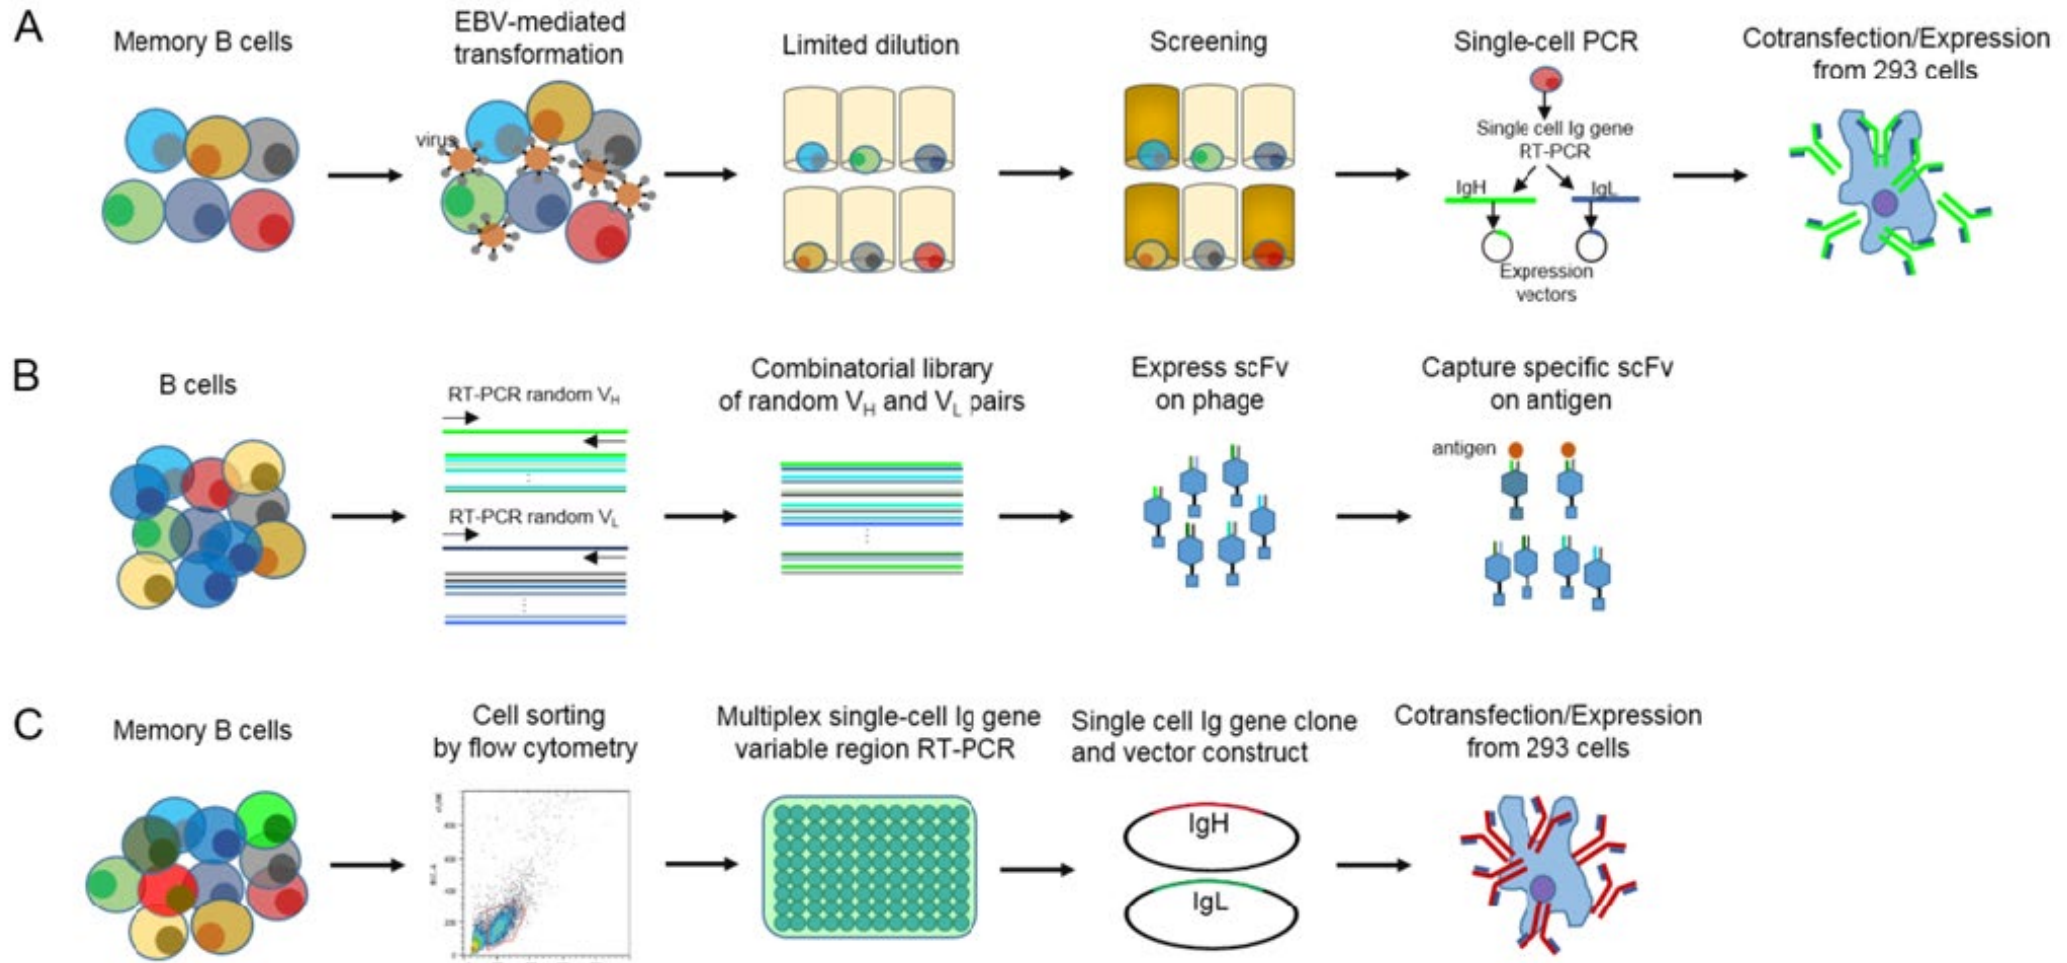 A
Memory B cells
EBV-mediated
transformation
virus
Limited dilution
Screening
Single-cell PCR
Single cell Ig gene
RT-PCR
IgH
IgL
Expression
vectors
Cotransfection/Expression
from 293 cells
B
B cells
RT-PCR random VH
RT-PCR random VL
Combinatorial library
of random VH and VL pairs
Express scFv
on phage
Capture specific scFv
on antigen
antigen
C
Memory B cells
Cell sorting
by flow cytometry
Multiplex single-cell Ig gene
variable region RT-PCR
Single cell Ig gene clone
and vector construct
IgH
IgL
Cotransfection/Expression
from 293 cells